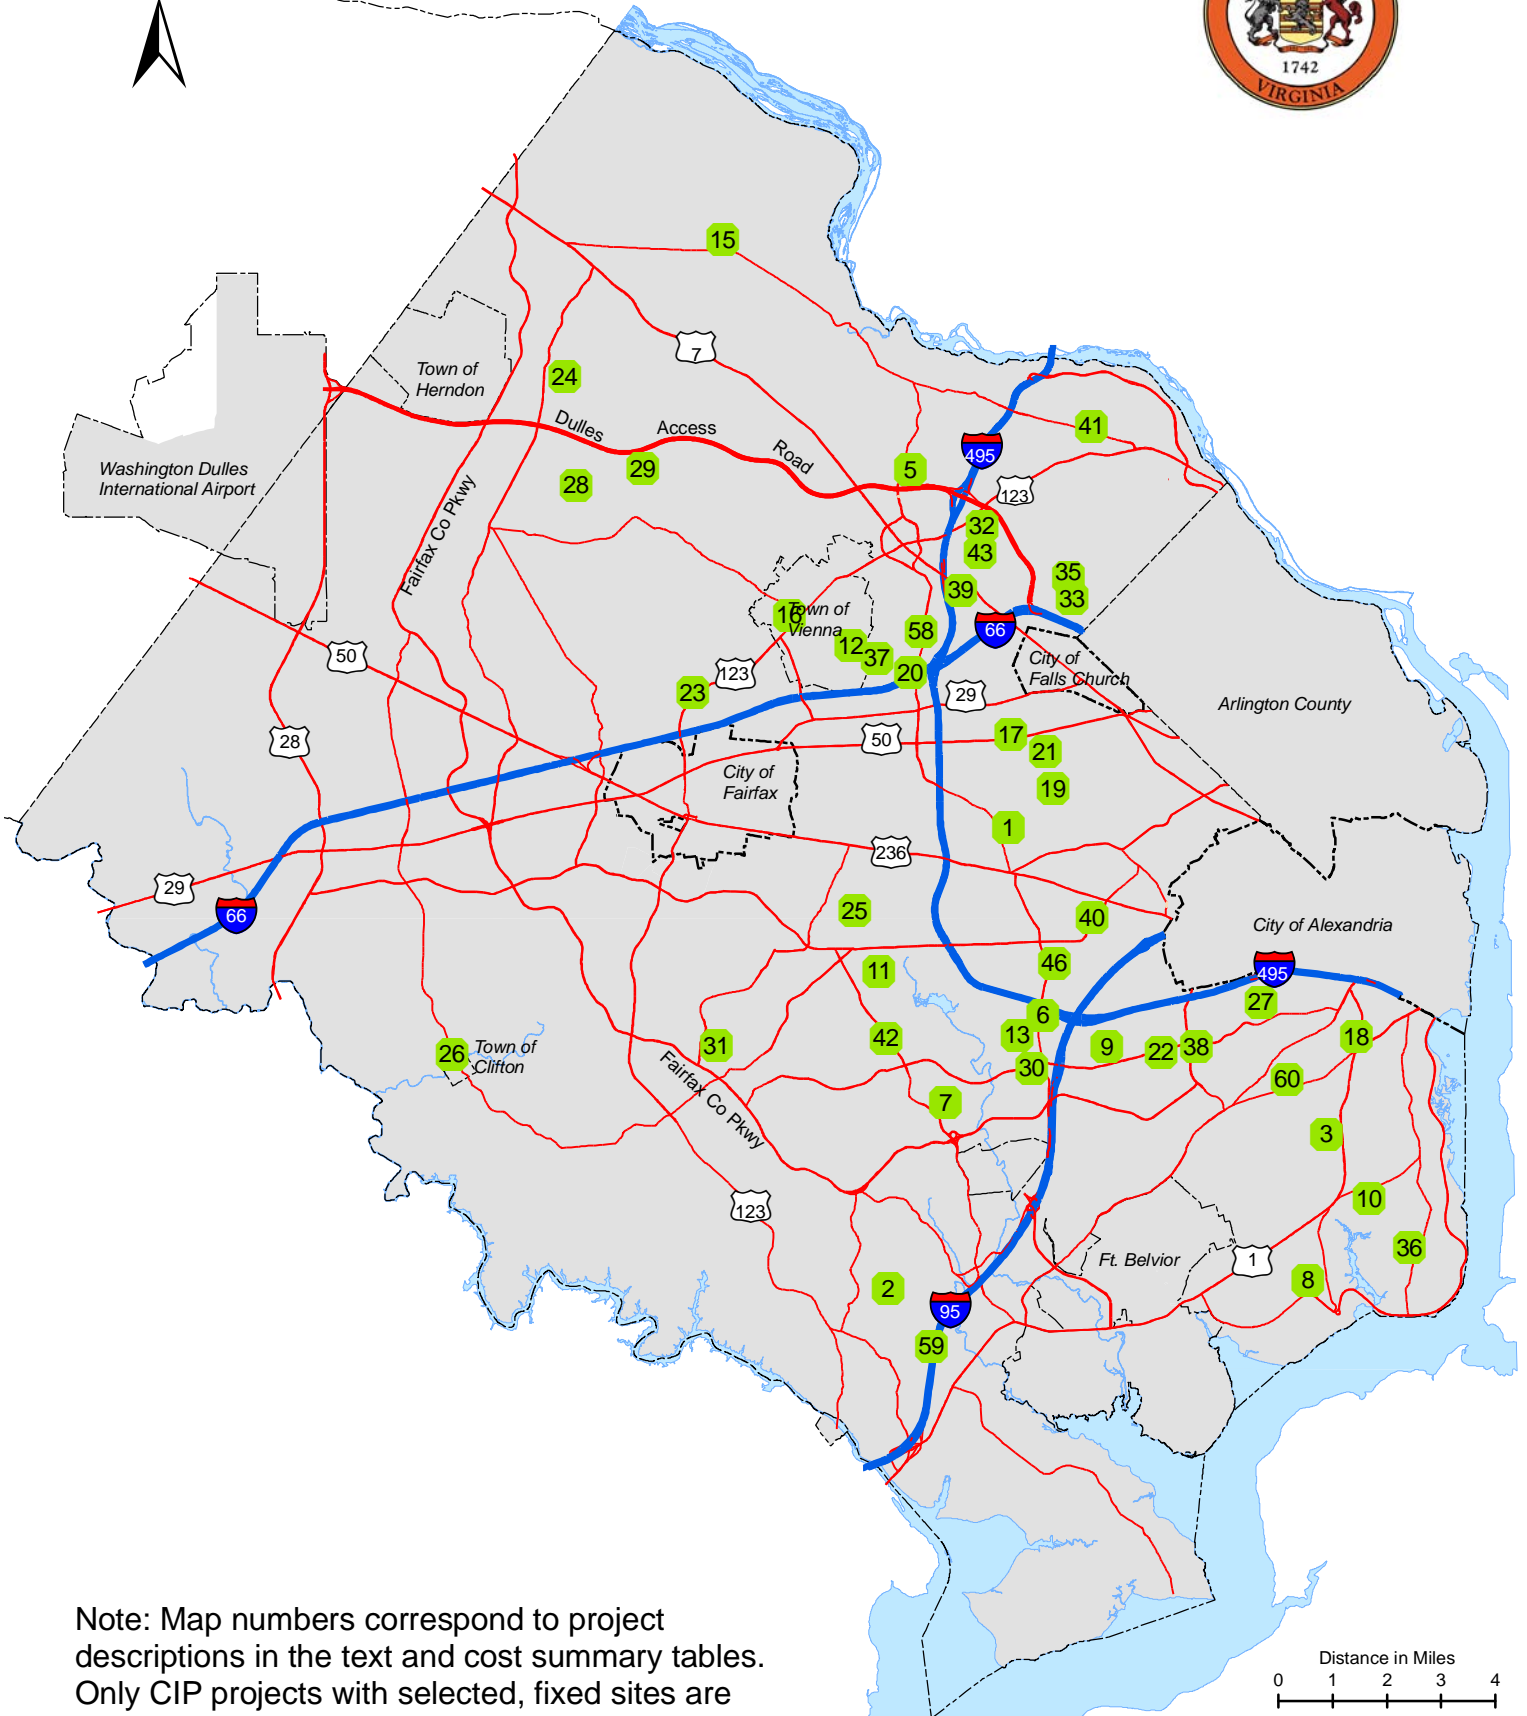 1742
VIRGINIA
15
7
Town of
Herndon
24
Dulles
Access
Road
41
495
5
Washington Dulles
International Airport
29
28
123
Fairfax Co Pkwy
32
43
35
33
39
16
Town of
Vienna
58
66
12
37
50
City of
Falls Church
20
123
23
29
Arlington County
28
50
17
21
City of
Fairfax
19
1
236
29
66
25
40
City of Alexandria
46
11
495
27
6
13
42
18
31
26
Town of
Clifton
9
22
38
30
60
Fairfax Co Pkwy
7
3
123
10
36
Ft. Belvior
1
8
2
95
59
Note: Map numbers correspond to project
descriptions in the text and cost summary tables.
Only CIP projects with selected, fixed sites are
Distance in Miles
0 1 2 3 4